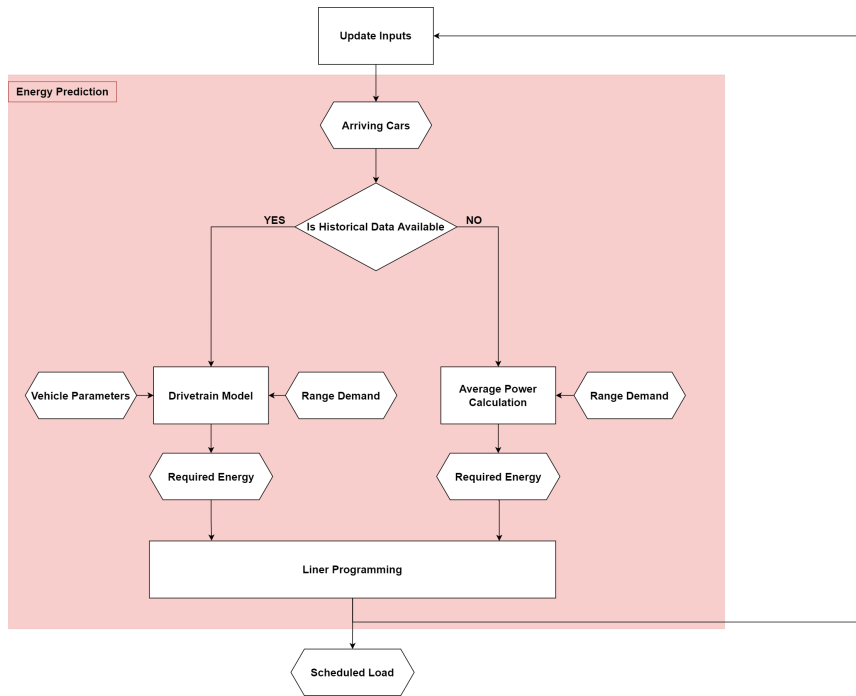 Update Inputs
Energy Prediction
Arriving Cars
Is Historical Data Available
YES
NO
Vehicle Parameters
Drivetrain Model
Range Demand
Average Power
Calculation
Range Demand
Required Energy
Required Energy
Liner Programming
Scheduled Load